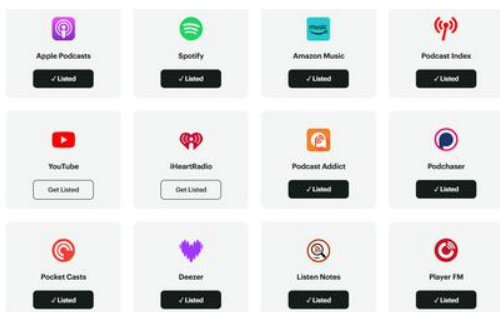 music
Apple Podcasts
Spotify
Amazon Music
Podcast Index
✓ Listed
✓ Listed
✓ Listed
✓ Listed
YouTube
iHeartRadio
Podcast Addict
Podchaser
Get Listed
Get Listed
✓ Listed
✓ Listed
Pocket Casts
Deezer
Listen Notes
Player FM
✓ Listed
✓ Listed
✓ Listed
✓ Listed